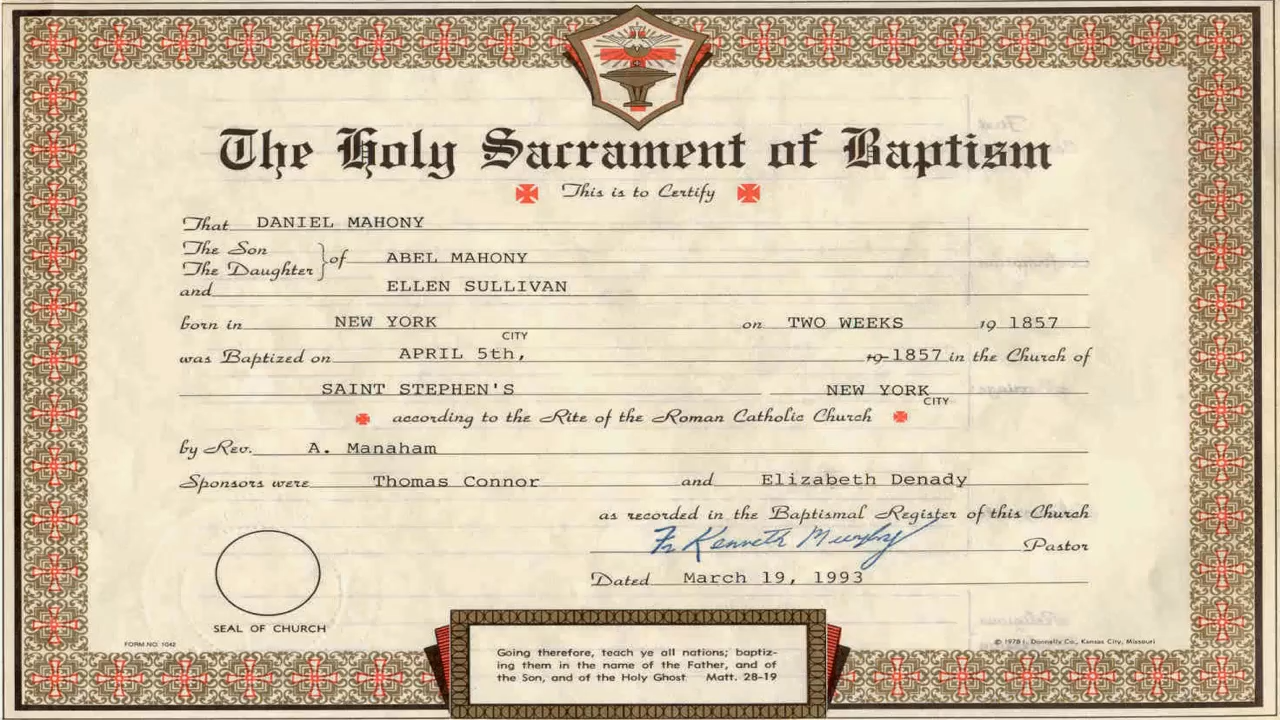 The Holy Sacrament of Baptism
This is to Certify
That DANIEL MAHONY
The Son
The Daughter } of ABEL MAHONY
and ELLEN SULLIVAN
born in NEW YORK CITY on TWO WEEKS 19 1857
was Baptized on APRIL 5th, 19 1857 in the Church of
SAINT STEPHEN'S NEW YORK CITY
according to the Rite of the Roman Catholic Church
by Rev. A. Manaham
Sponsors were Thomas Connor and Elizabeth Denady
as recorded in the Baptismal Register of this Church
Fr Kenneth Murphy Pastor
Dated March 19, 1993
SEAL OF CHURCH
FORM NO. 1042
© 1978 I. Donnelly Co., Kansas City, Missouri
Going therefore, teach ye all nations; baptiz-
ing them in the name of the Father, and of
the Son, and of the Holy Ghost Matt. 28-19